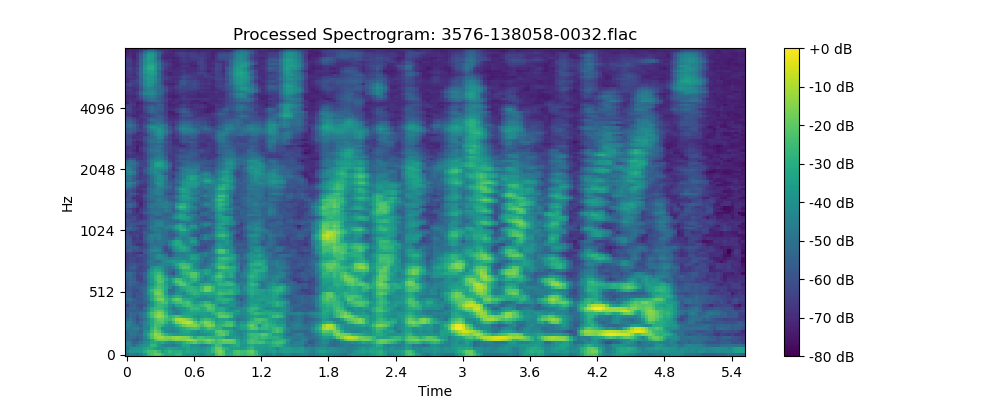 Processed Spectrogram: 3576-138058-0032.flac
Hz
4096
2048
1024
512
0
0 0.6 1.2 1.8 2.4 3 3.6 4.2 4.8 5.4
Time
+0 dB
-10 dB
-20 dB
-30 dB
-40 dB
-50 dB
-60 dB
-70 dB
-80 dB